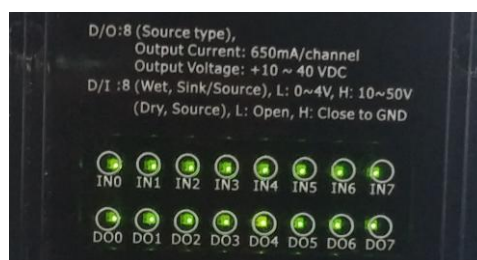 D/O:8 (Source type),
Output Current: 650mA/channel
Output Voltage: +10 ~ 40 VDC
D/I :8 (Wet, Sink/Source), L: 0~4V, H: 10~50V
(Dry, Source), L: Open, H: Close to GND
IN0 IN1 IN2 IN3 IN4 IN5 IN6 IN7
DO0 DO1 DO2 DO3 DO4 DO5 DO6 DO7